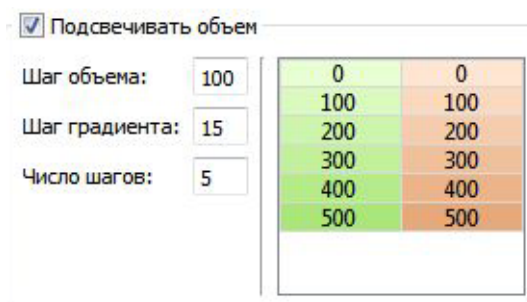 Подсвечивать объем
Шаг объема: 100
Шаг градиента: 15
Число шагов: 5
0 0
100 100
200 200
300 300
400 400
500 500